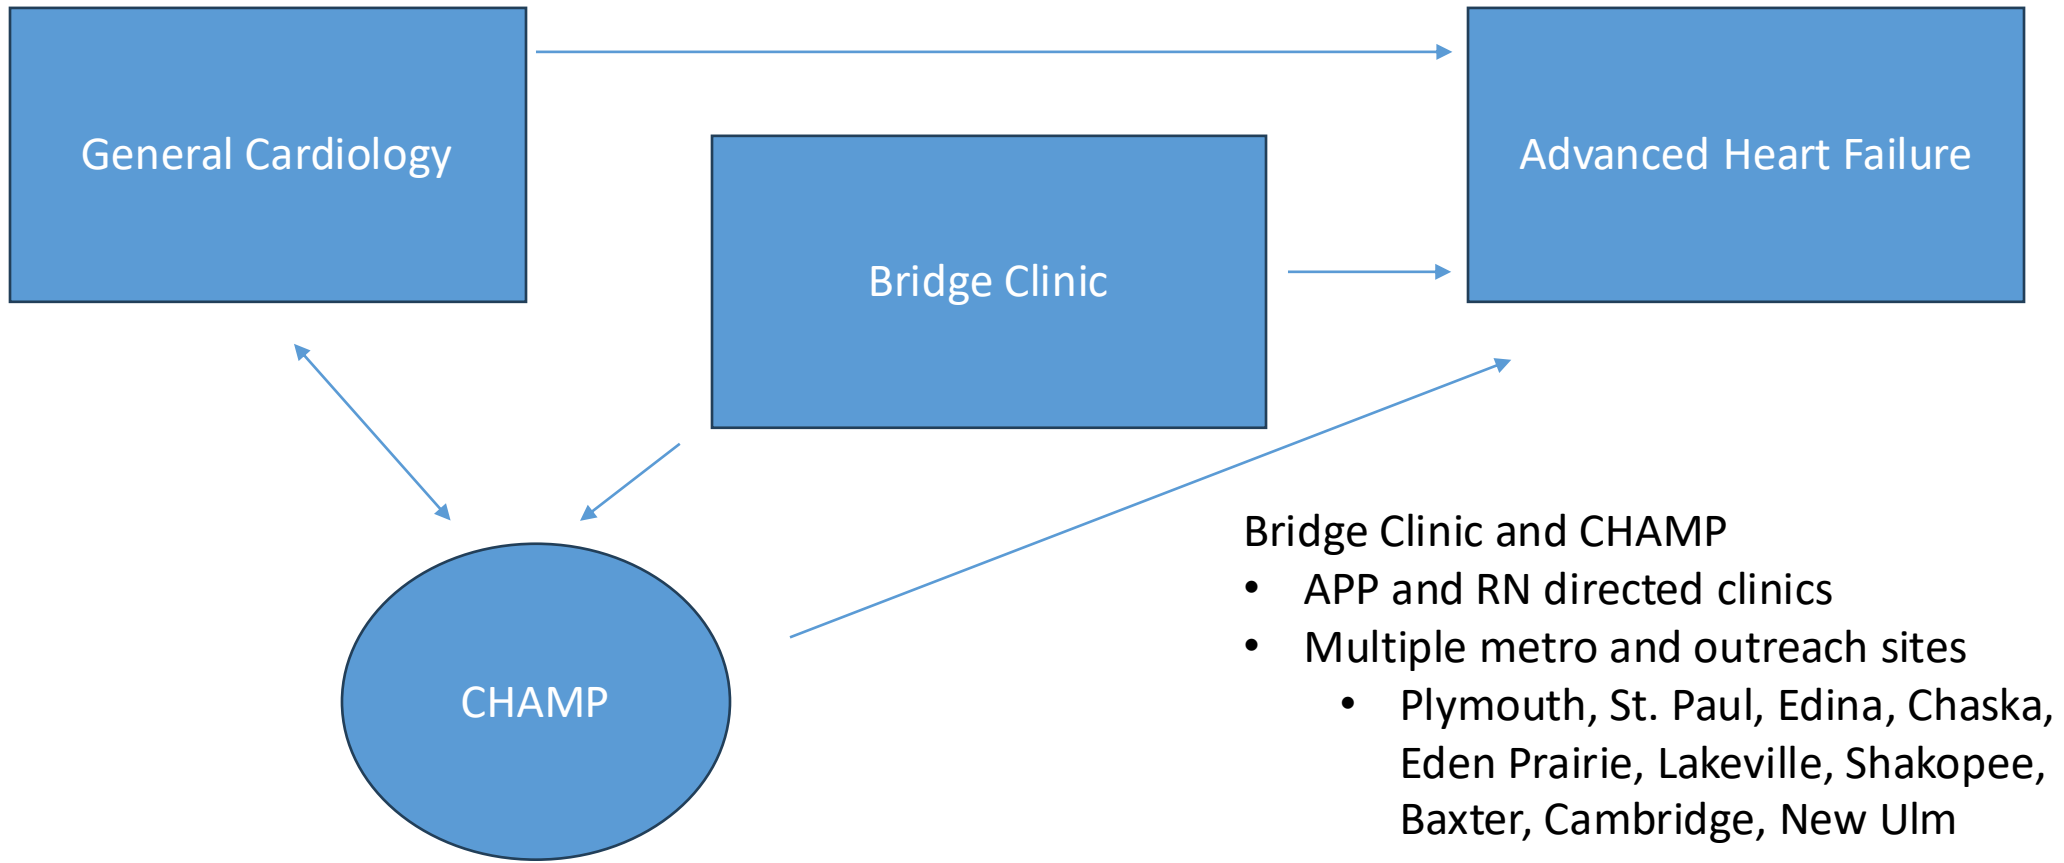 General Cardiology
Advanced Heart Failure
Bridge Clinic
CHAMP
Bridge Clinic and CHAMP
• APP and RN directed clinics
• Multiple metro and outreach sites
• Plymouth, St. Paul, Edina, Chaska,
Eden Prairie, Lakeville, Shakopee,
Baxter, Cambridge, New Ulm